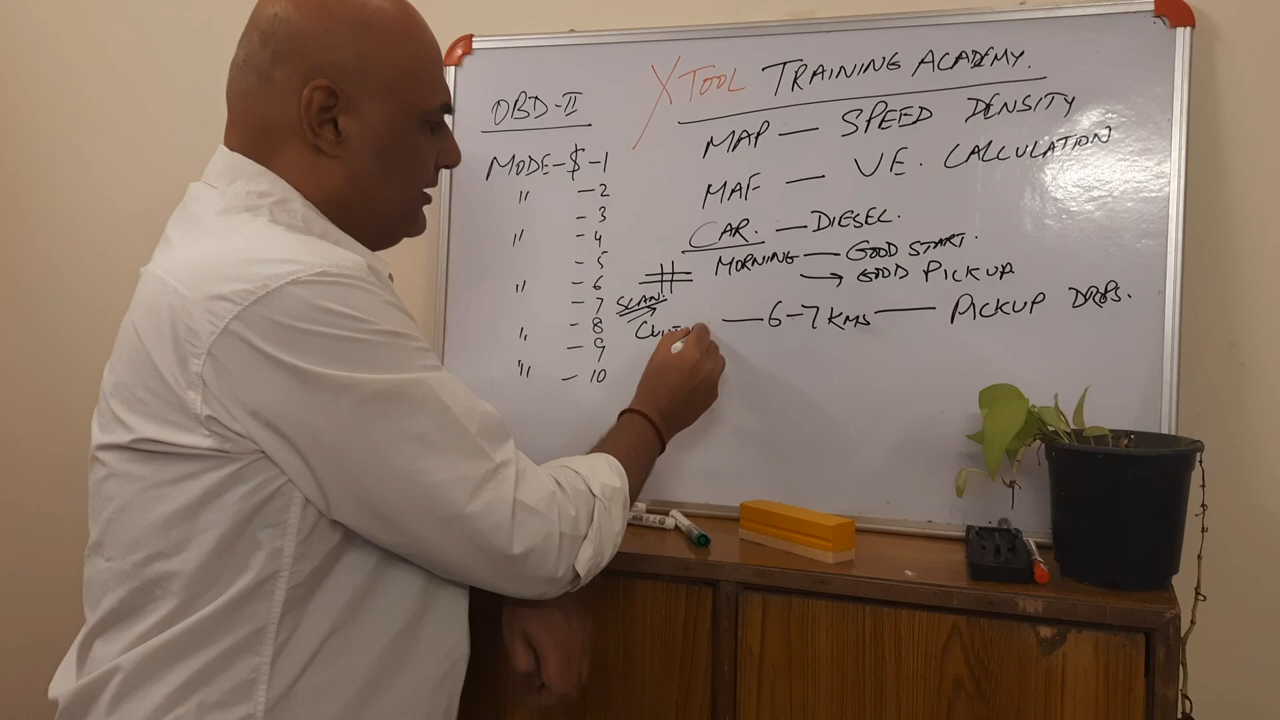 XTOOL TRAINING ACADEMY.
OBD-II
MODE-$-1
" -2
-3
" -4
-5
" -6
-7
" -8
-9
" -10
MAP — SPEED DENSITY
MAF — VE. CALCULATION
CAR. — DIESEL.
MORNING — GOOD START.
→ GOOD PICKUP
SCAN.
— 6-7 KMS — PICKUP DROPS.